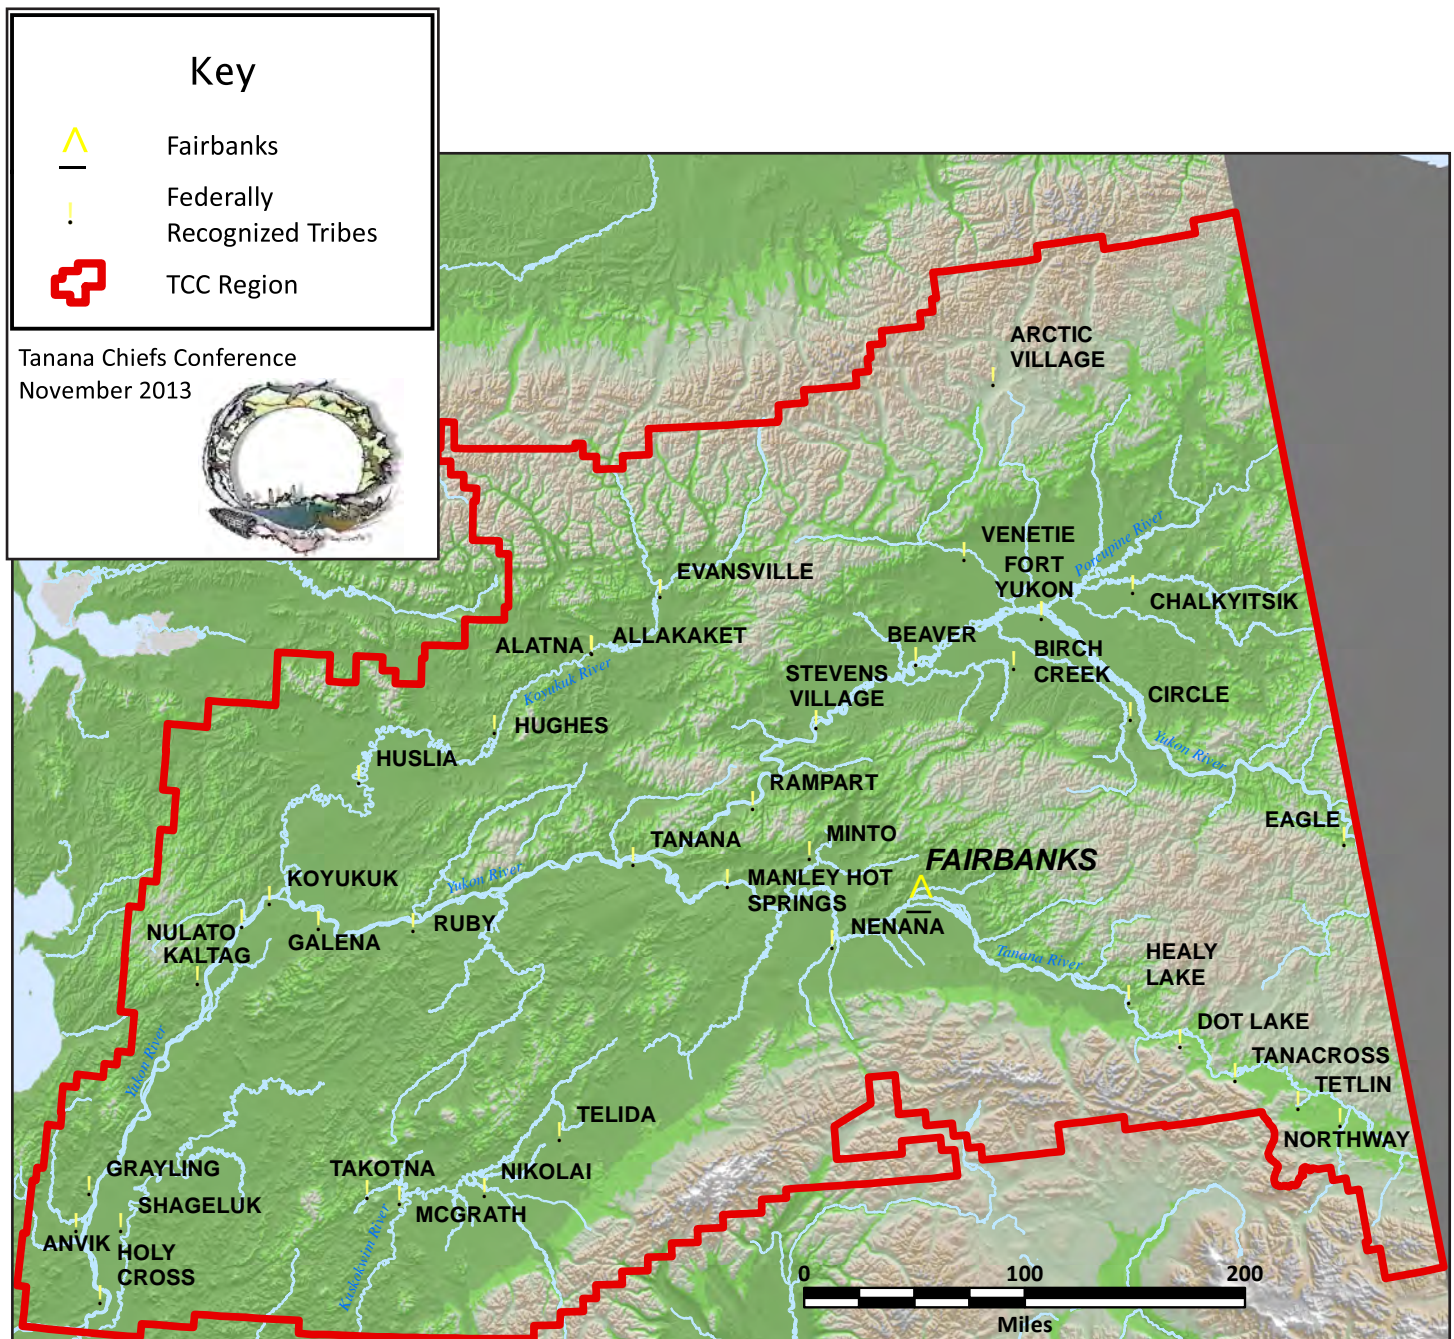 Key
Fairbanks
Federally
Recognized Tribes
TCC Region
Tanana Chiefs Conference
November 2013
ARCTIC
VILLAGE
VENETIE
FORT
YUKON
Porcupine River
CHALKYITSIK
EVANSVILLE
ALATNA
ALLAKAKET
Koyukuk River
BEAVER
BIRCH
CREEK
STEVENS
VILLAGE
CIRCLE
Yukon River
HUGHES
HUSLIA
RAMPART
EAGLE
TANANA
MINTO
FAIRBANKS
MANLEY HOT
SPRINGS
KOYUKUK
Yukon River
NULATO
KALTAG
GALENA
RUBY
NENANA
Tanana River
HEALY
LAKE
DOT LAKE
TANACROSS
TETLIN
NORTHWAY
Yukon River
TELIDA
GRAYLING
SHAGELUK
TAKOTNA
NIKOLAI
MCGRATH
ANVIK
HOLY
CROSS
Kuskokwim River
0 100 200
Miles